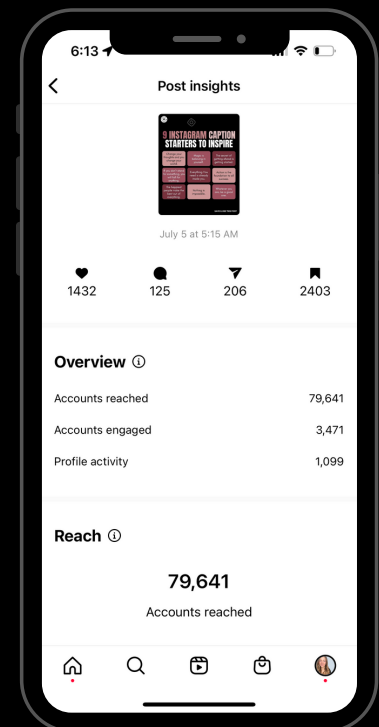 6:13
Post insights
9 INSTAGRAM CAPTION
STARTERS TO INSPIRE
July 5 at 5:15 AM
1432
125
206
2403
Overview
Accounts reached
79,641
Accounts engaged
3,471
Profile activity
1,099
Reach
79,641
Accounts reached